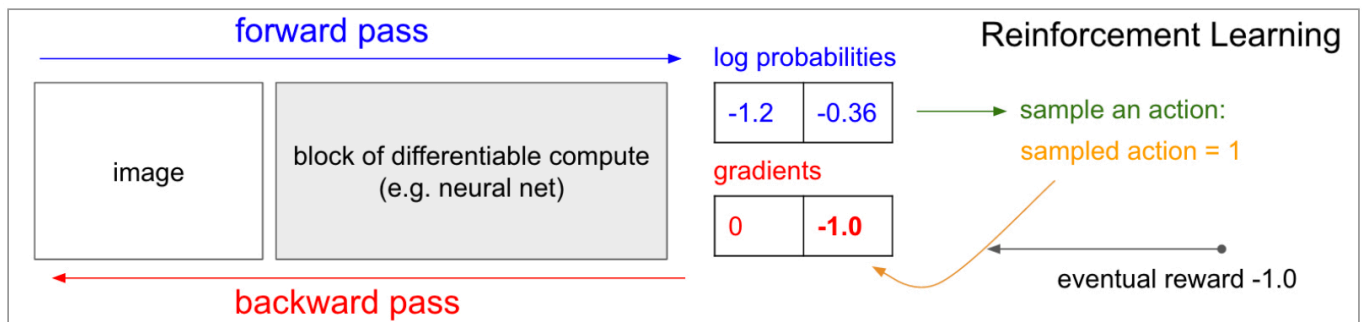 forward pass
Reinforcement Learning
log probabilities
-1.2 -0.36
sample an action:
sampled action = 1
image
block of differentiable compute
(e.g. neural net)
gradients
0 -1.0
eventual reward -1.0
backward pass